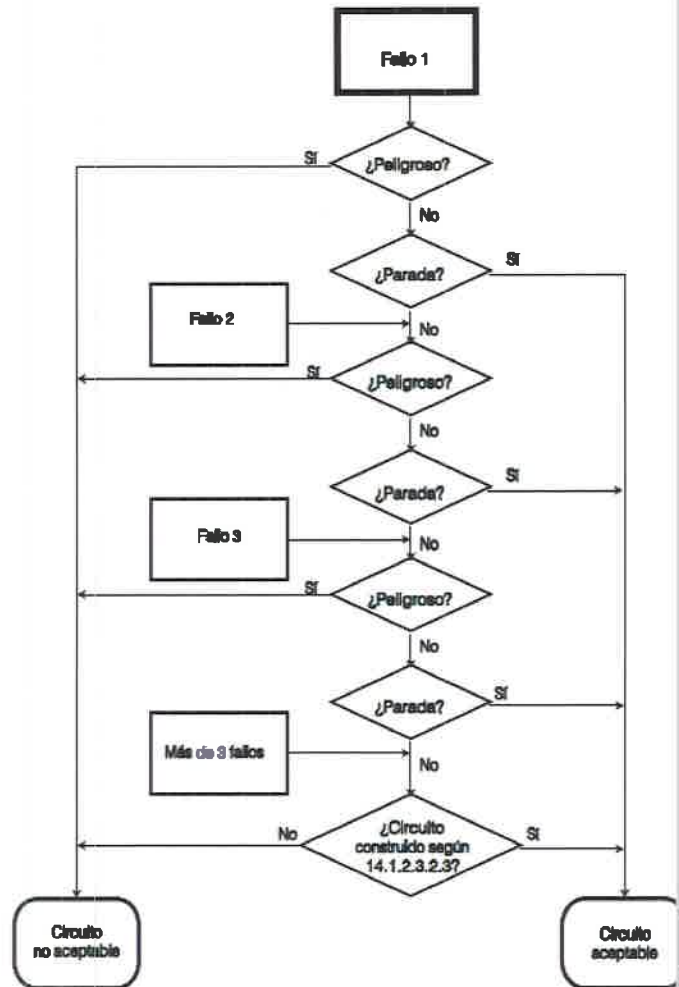 Fallo 1
Sí
¿Peligroso?
No
¿Parada?
Sí
Fallo 2
No
Sí
¿Peligroso?
No
¿Parada?
Sí
Fallo 3
No
Sí
¿Peligroso?
No
¿Parada?
Sí
Más de 3 fallos
No
No
¿Circuito
construido según
14.1.2.3.2.3?
Sí
Circuito
no aceptable
Circuito
aceptable